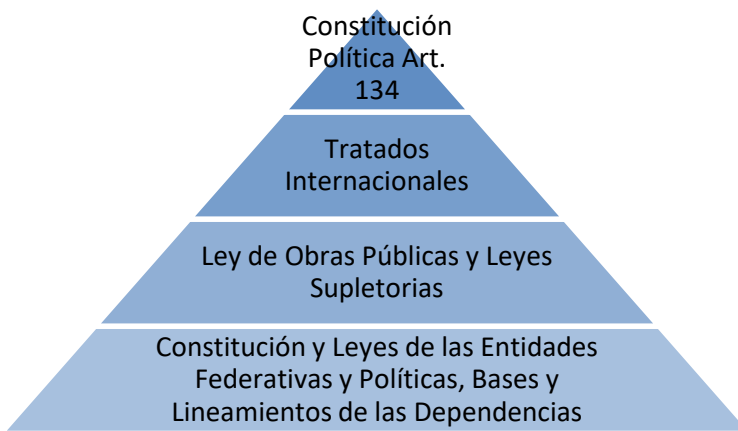 Constitución
Política Art.
134
Tratados
Internacionales
Ley de Obras Públicas y Leyes
Supletorias
Constitución y Leyes de las Entidades
Federativas y Políticas, Bases y
Lineamientos de las Dependencias